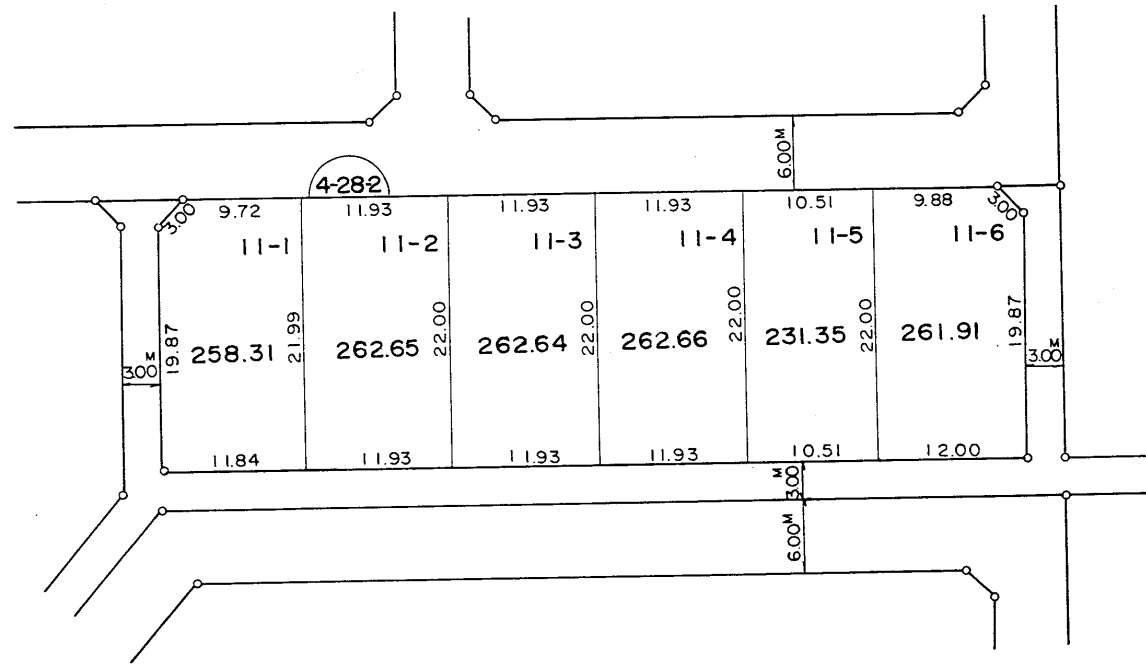 6.00M
4-28-2
3.00 9.72 11.93 11.93 11.93 10.51 9.88 3.00
11-1 11-2 11-3 11-4 11-5 11-6
19.87 21.99 22.00 22.00 22.00 22.00 19.87
258.31 262.65 262.64 262.66 231.35 261.91
3.00M 3.00M
11.84 11.93 11.93 11.93 10.51 12.00
3.00M
6.00M